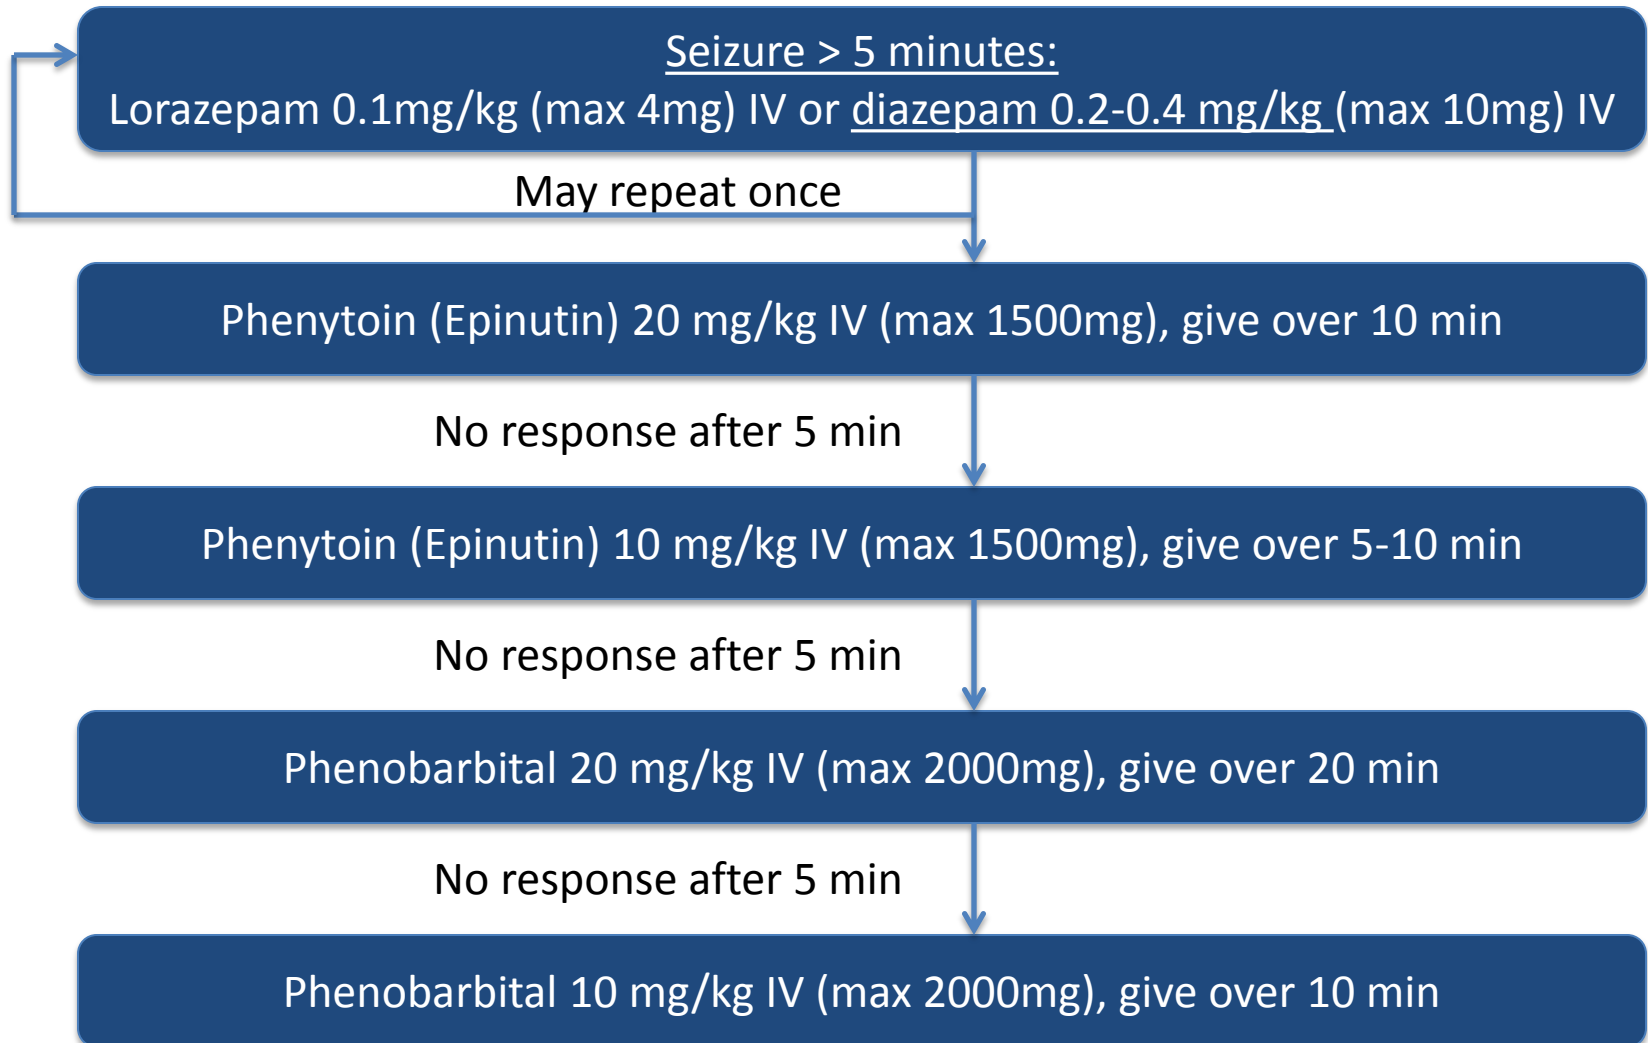 Seizure > 5 minutes:
Lorazepam 0.1mg/kg (max 4mg) IV or diazepam 0.2-0.4 mg/kg (max 10mg) IV
May repeat once
Phenytoin (Epinutin) 20 mg/kg IV (max 1500mg), give over 10 min
No response after 5 min
Phenytoin (Epinutin) 10 mg/kg IV (max 1500mg), give over 5-10 min
No response after 5 min
Phenobarbital 20 mg/kg IV (max 2000mg), give over 20 min
No response after 5 min
Phenobarbital 10 mg/kg IV (max 2000mg), give over 10 min